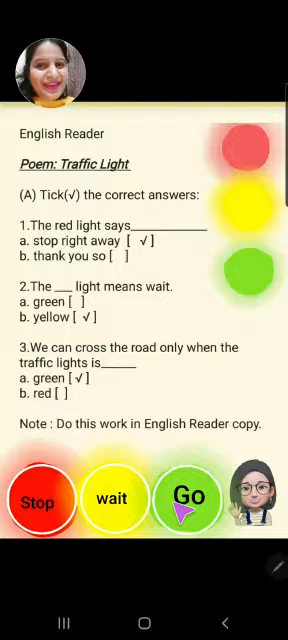 English Reader
Poem: Traffic Light
(A) Tick(√) the correct answers:
1.The red light says____________
a. stop right away [ √ ]
b. thank you so [ ]
2.The ___ light means wait.
a. green [ ]
b. yellow [ √ ]
3.We can cross the road only when the
traffic lights is______
a. green [ √ ]
b. red [ ]
Note : Do this work in English Reader copy.
Stop
wait
Go